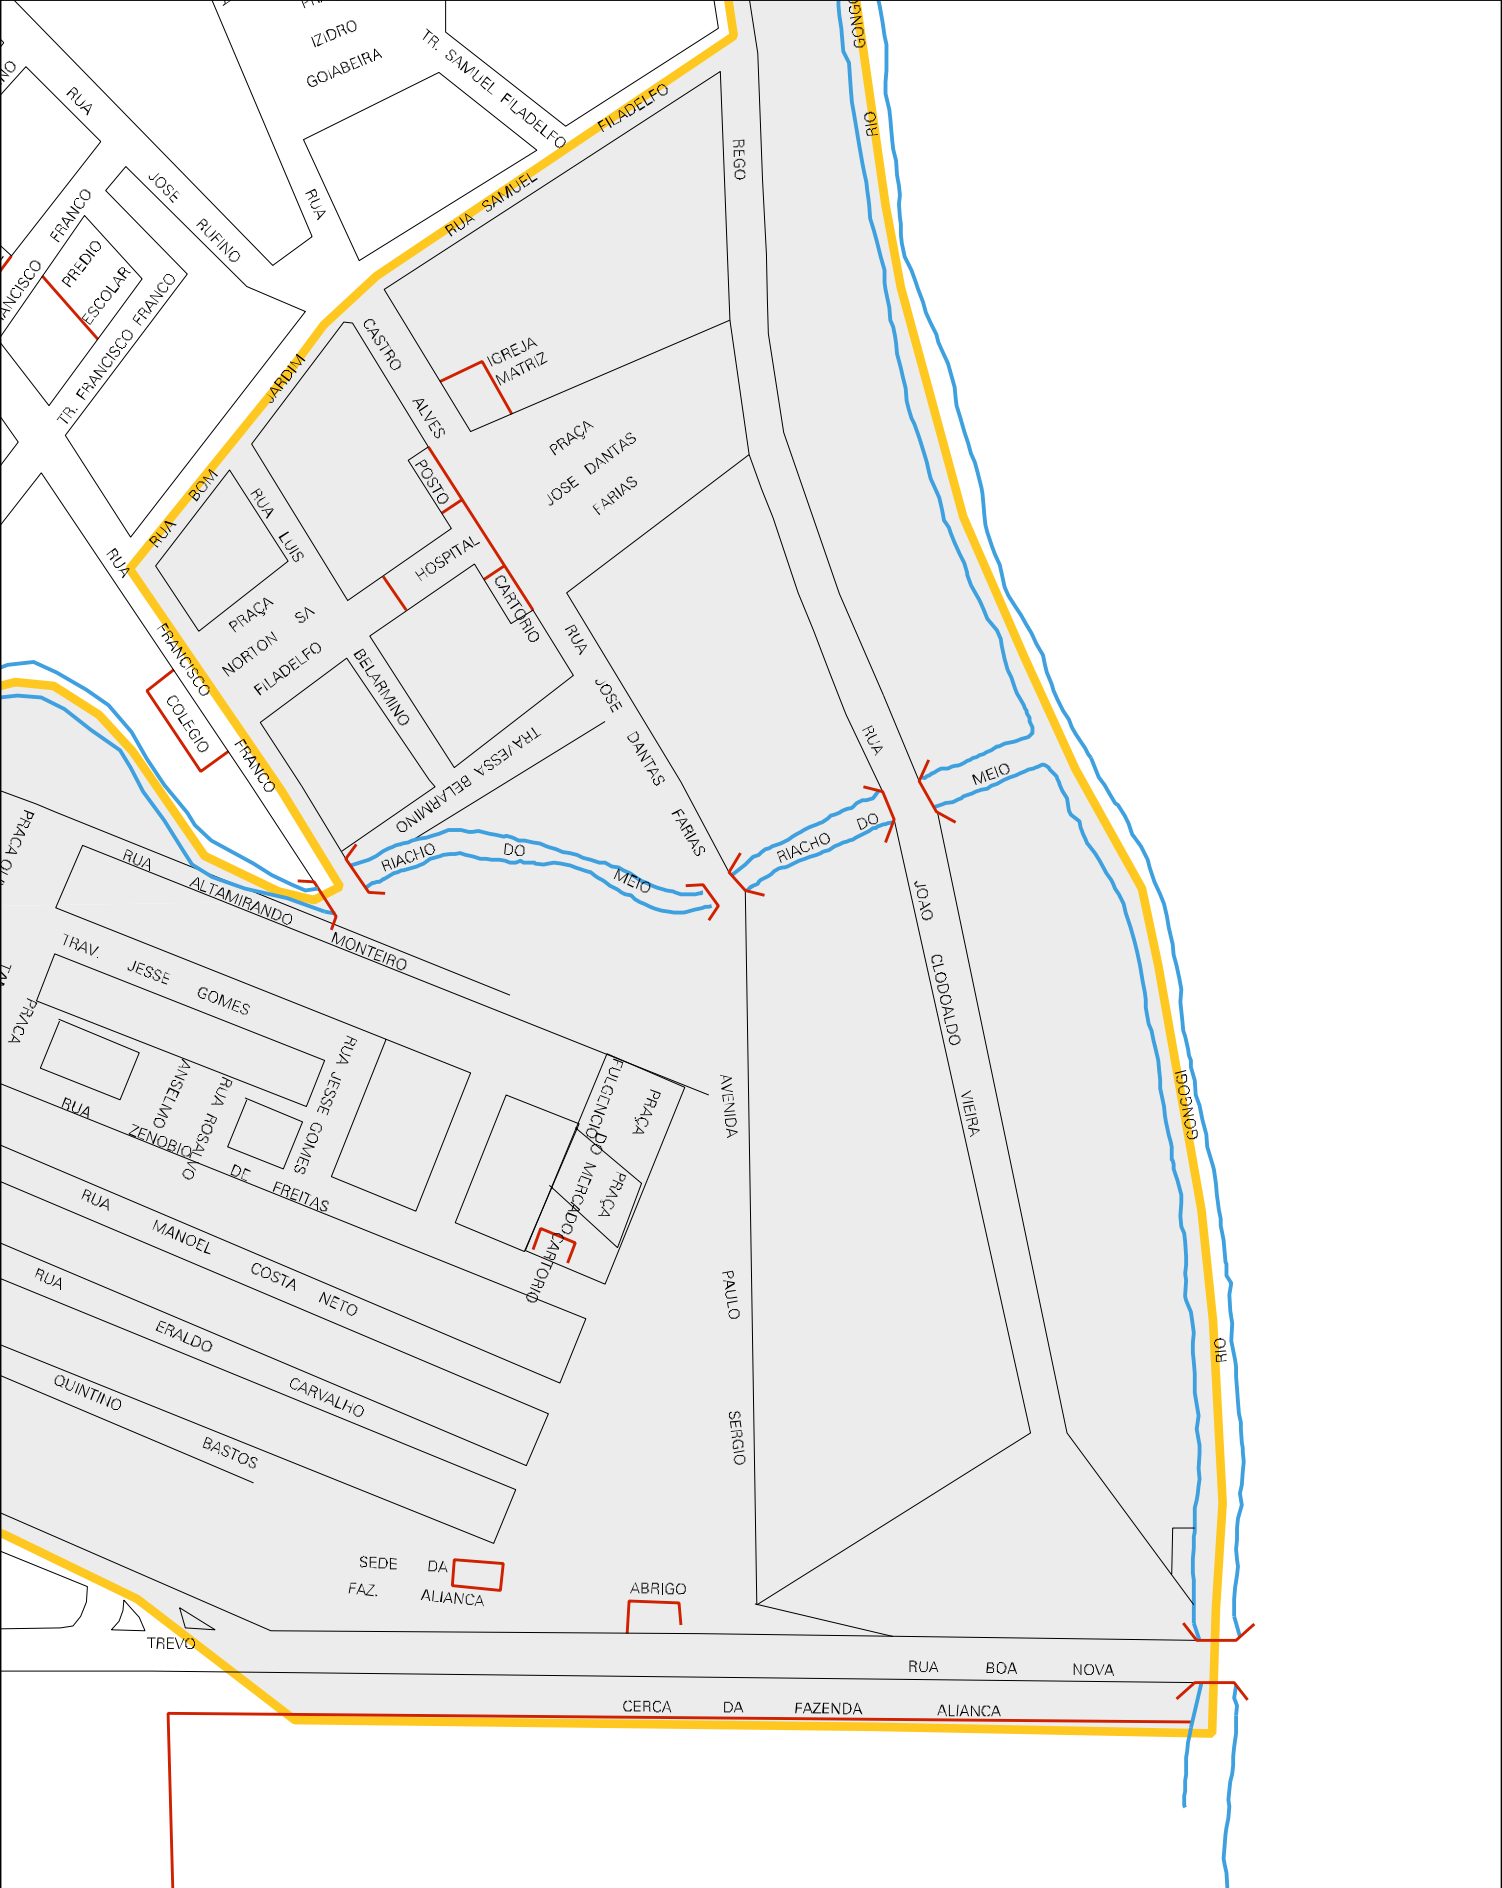 IZIDRO
GOIABEIRA
TR. SAMUEL FILADELFO
GONGO
RIO
RUA
FILADELFO
RUA SAMUEL
REGO
JOSE
RUFINO
RUA
FRANCO
PREDIO
ESCOLAR
TR. FRANCISCO FRANCO
CASTRO
ALVES
IGREJA
MATRIZ
JARDIM
BOM
RUA
PRAÇA
JOSE DANTAS
FARIAS
POSTO
RUA
LUIS
HOSPITAL
CARTORIO
RUA
FRANCISCO
FRANCO
PRAÇA
NORTON SA
FILADELFO
BELARMINO
COLEGIO
TRAVESSA BELARMINO
RUA
JOSE
DANTAS
FARIAS
RUA
MEIO
RIACHO
DO
RIACHO
DO
MEIO
RUA
ALTAMIRANDO
MONTEIRO
JOAO
CLODOALDO
VIEIRA
TRAV.
JESSE
GOMES
PRACA
RUA JESSE GOMES
ANSELMO
RUA ROSALVO
RUA
ZENOBIO
DE
FREITAS
FULGENCIO
PRAÇA
DO MERCADO
PRAÇA
CARTORIO
AVENIDA
PAULO
SERGIO
GONGOGI
RIO
RUA
MANOEL
COSTA
NETO
RUA
ERALDO
CARVALHO
QUINTINO
BASTOS
SEDE DA
FAZ. ALIANCA
ABRIGO
TREVO
RUA BOA NOVA
CERCA DA FAZENDA ALIANCA